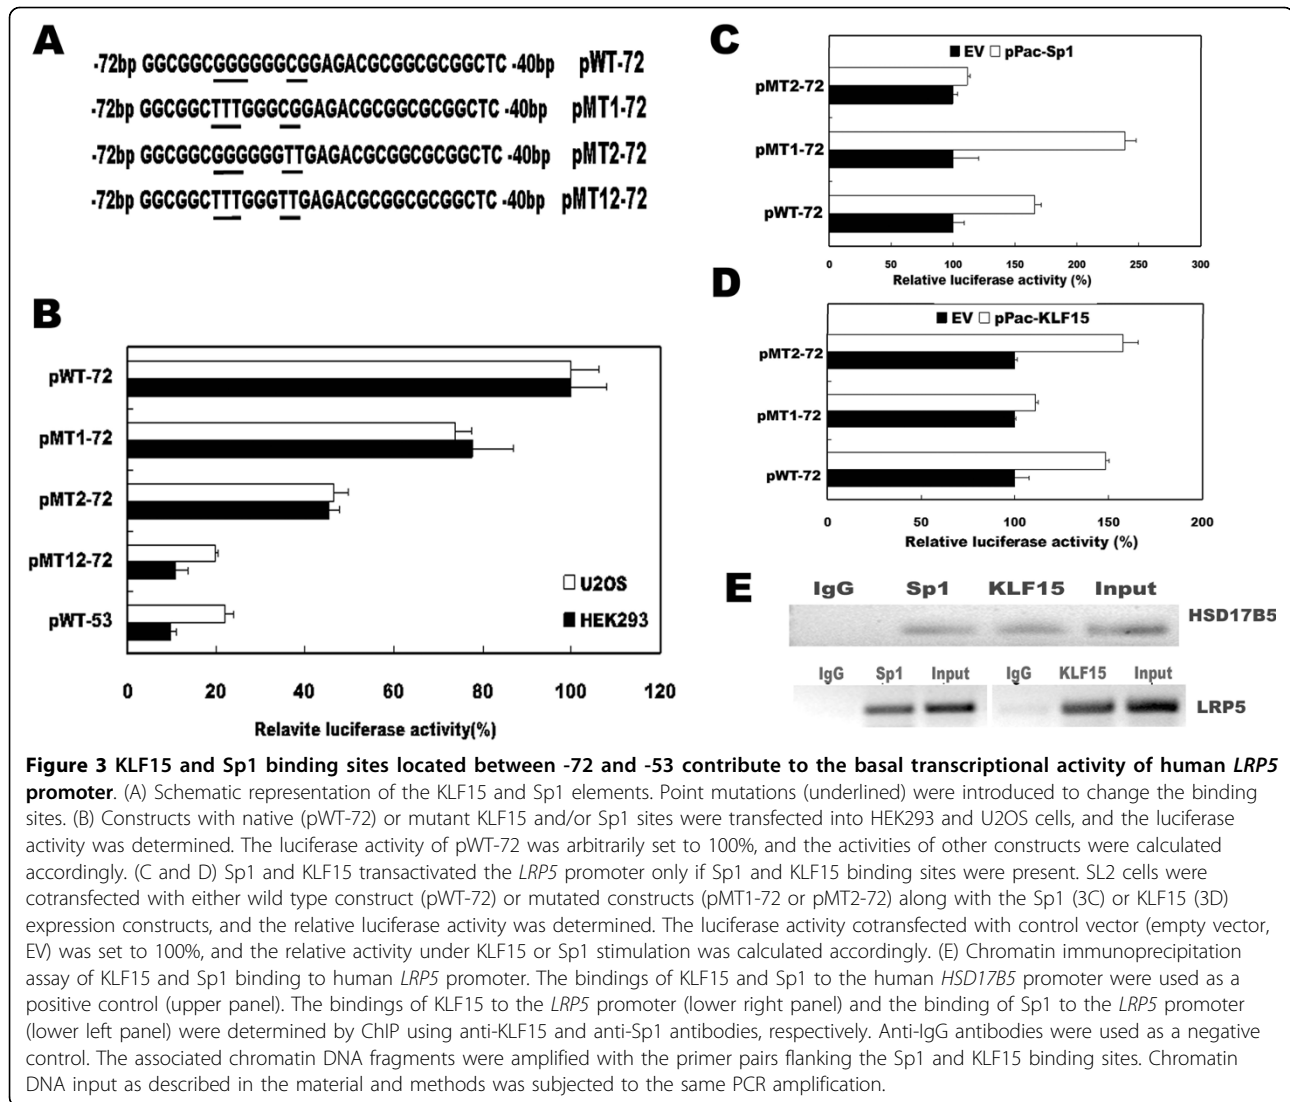 A
-72bp GGCGGCGGGGGGCGGAGACGCGGCGCGGCTC -40bp pWT-72
-72bp GGCGGCTTTGGGCGGAGACGCGGCGCGGCTC -40bp pMT1-72
-72bp GGCGGCGGGGGGTTGAGACGCGGCGCGGCTC -40bp pMT2-72
-72bp GGCGGCTTTGGGTTGAGACGCGGCGCGGCTC -40bp pMT12-72
B
pWT-72
pMT1-72
pMT2-72
pMT12-72
pWT-53
U2OS
HEK293
0 20 40 60 80 100 120
Relavite luciferase activity(%)
C
EV pPac-Sp1
pMT2-72
pMT1-72
pWT-72
0 50 100 150 200 250 300
Relative luciferase activity (%)
D
EV pPac-KLF15
pMT2-72
pMT1-72
pWT-72
0 50 100 150 200
Relative luciferase activity (%)
E
IgG Sp1 KLF15 Input
HSD17B5
IgG Sp1 Input IgG KLF15 Input
LRP5
Figure 3 KLF15 and Sp1 binding sites located between -72 and -53 contribute to the basal transcriptional activity of human LRP5
promoter. (A) Schematic representation of the KLF15 and Sp1 elements. Point mutations (underlined) were introduced to change the binding
sites. (B) Constructs with native (pWT-72) or mutant KLF15 and/or Sp1 sites were transfected into HEK293 and U2OS cells, and the luciferase
activity was determined. The luciferase activity of pWT-72 was arbitrarily set to 100%, and the activities of other constructs were calculated
accordingly. (C and D) Sp1 and KLF15 transactivated the LRP5 promoter only if Sp1 and KLF15 binding sites were present. SL2 cells were
cotransfected with either wild type construct (pWT-72) or mutated constructs (pMT1-72 or pMT2-72) along with the Sp1 (3C) or KLF15 (3D)
expression constructs, and the relative luciferase activity was determined. The luciferase activity cotransfected with control vector (empty vector,
EV) was set to 100%, and the relative activity under KLF15 or Sp1 stimulation was calculated accordingly. (E) Chromatin immunoprecipitation
assay of KLF15 and Sp1 binding to human LRP5 promoter. The bindings of KLF15 and Sp1 to the human HSD17B5 promoter were used as a
positive control (upper panel). The bindings of KLF15 to the LRP5 promoter (lower right panel) and the binding of Sp1 to the LRP5 promoter
(lower left panel) were determined by ChIP using anti-KLF15 and anti-Sp1 antibodies, respectively. Anti-IgG antibodies were used as a negative
control. The associated chromatin DNA fragments were amplified with the primer pairs flanking the Sp1 and KLF15 binding sites. Chromatin
DNA input as described in the material and methods was subjected to the same PCR amplification.